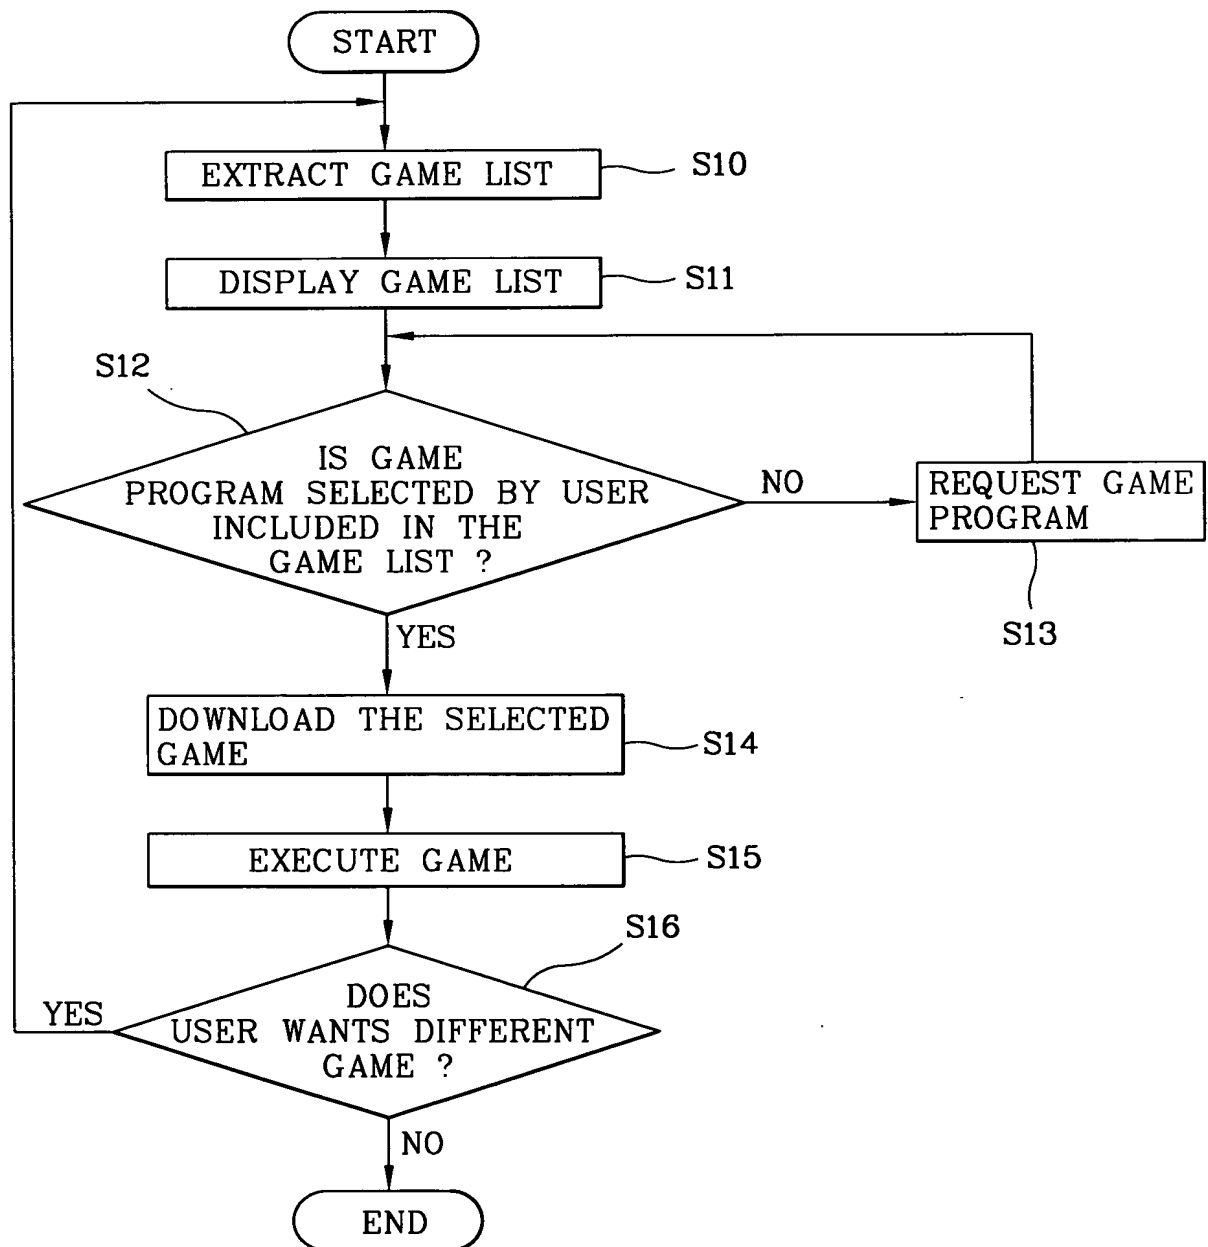 START
EXTRACT GAME LIST
S10
DISPLAY GAME LIST
S11
S12
IS GAME
PROGRAM SELECTED BY USER
INCLUDED IN THE
GAME LIST ?
NO
REQUEST GAME
PROGRAM
S13
YES
DOWNLOAD THE SELECTED
GAME
S14
EXECUTE GAME
S15
S16
DOES
USER WANTS DIFFERENT
GAME ?
YES
NO
END